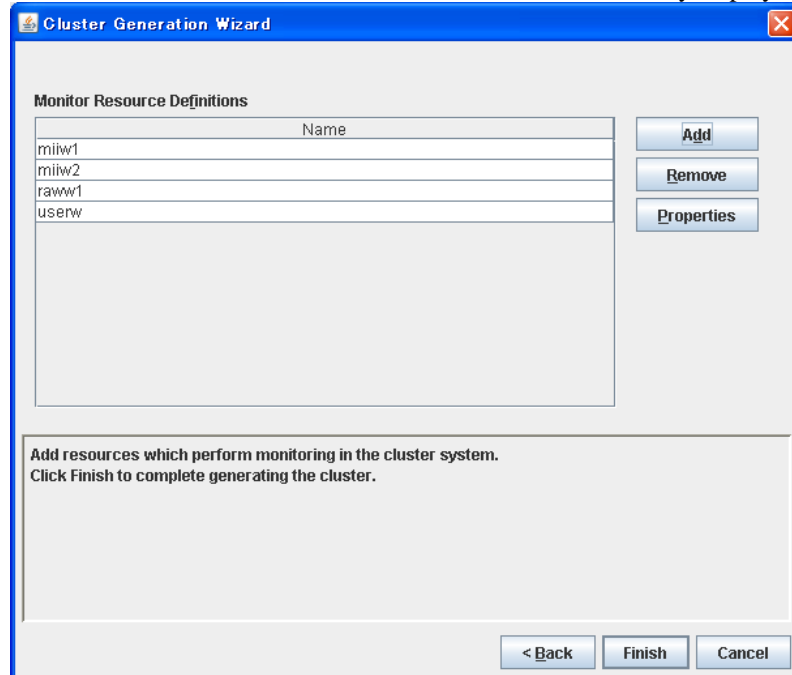 Cluster Generation Wizard
Monitor Resource Definitions
Name
miiw1
miiw2
raww1
userw
Add
Remove
Properties
Add resources which perform monitoring in the cluster system.
Click Finish to complete generating the cluster.
< Back
Finish
Cancel